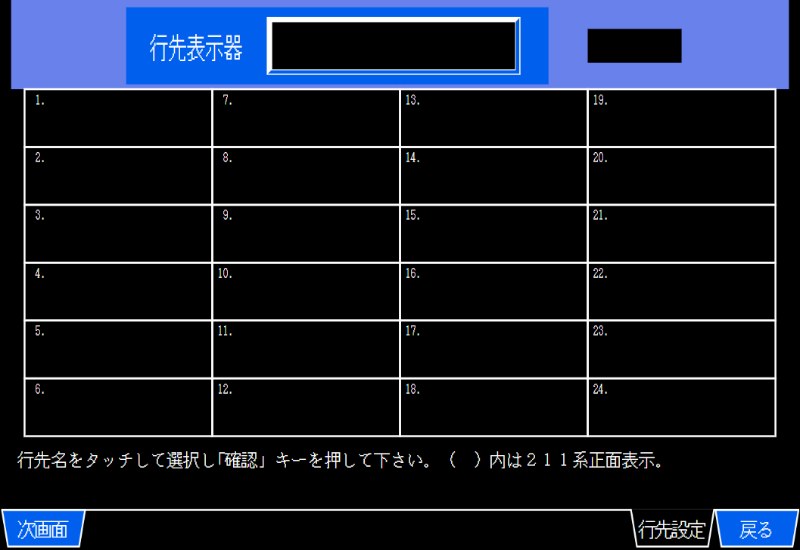 行先表示器
1. 7. 13. 19.
2. 8. 14. 20.
3. 9. 15. 21.
4. 10. 16. 22.
5. 11. 17. 23.
6. 12. 18. 24.
行先名をタッチして選択し「確認」キーを押して下さい。（　）内は２１１系正面表示。
次画面 行先設定 戻る